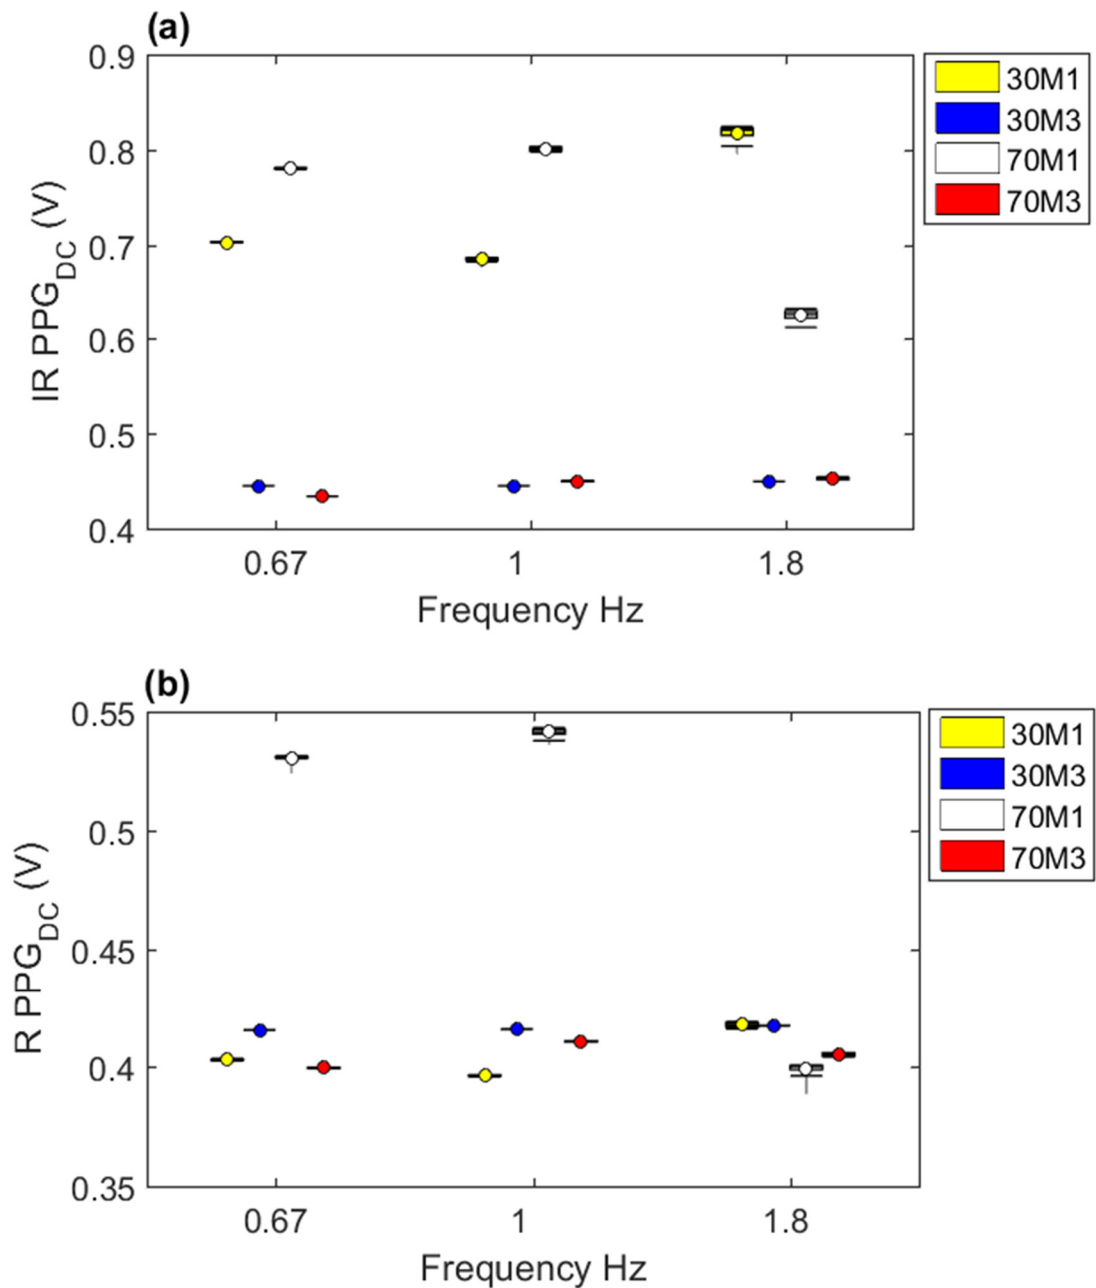 (a)
0.9
0.8
0.7
0.6
0.5
0.4
IR PPG_DC (V)
0.67 1 1.8
Frequency Hz
30M1
30M3
70M1
70M3
(b)
0.55
0.5
0.45
0.4
0.35
R PPG_DC (V)
0.67 1 1.8
Frequency Hz
30M1
30M3
70M1
70M3